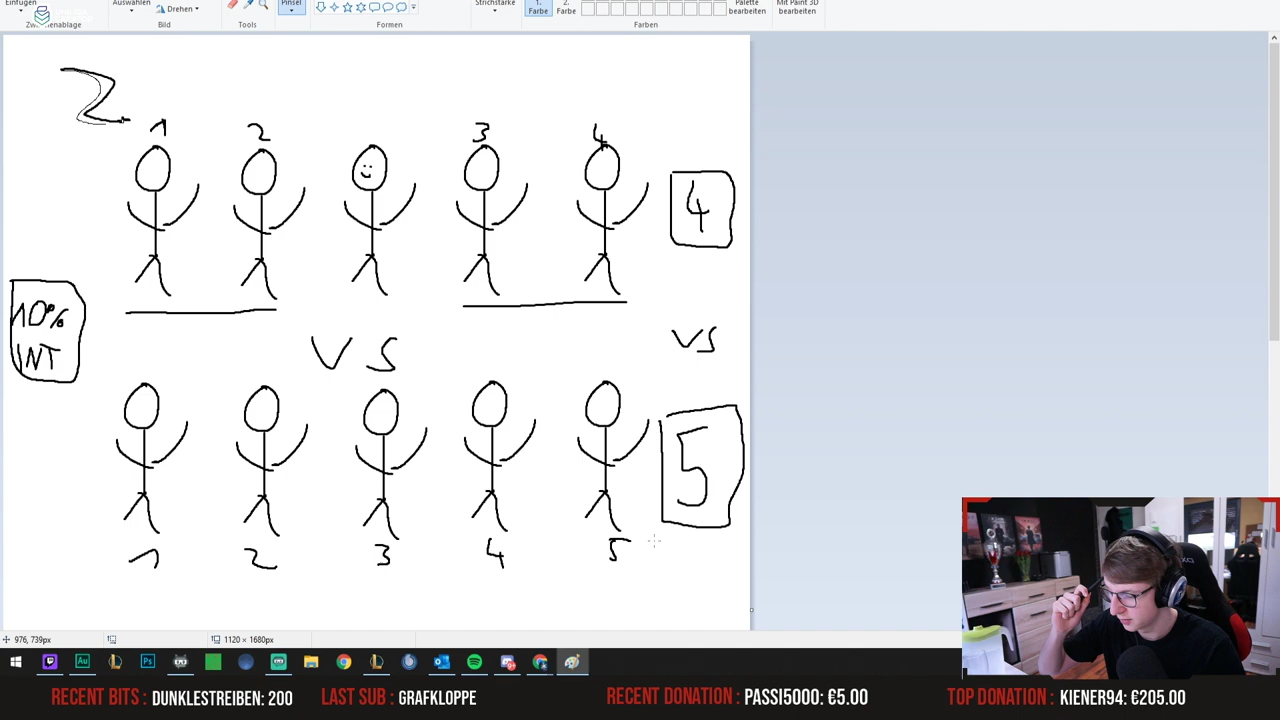 Einfügen
Auswählen
Drehen
Pinsel
Strichstärke
1.
Farbe
2.
Farbe
Palette
bearbeiten
Mit Paint 3D
bearbeiten
Zwischenablage
Bild
Tools
Formen
Farben
2.
1 2 3 4
4
10%
INT
VS
VS
5
1 2 3 4 5
976, 739px
1120 × 1680px
RECENT BITS : DUNKLESTREIBEN: 200
LAST SUB : GRAFKLOPPE
RECENT DONATION : PASSI5000: €5.00
TOP DONATION : KIENER94: €205.00